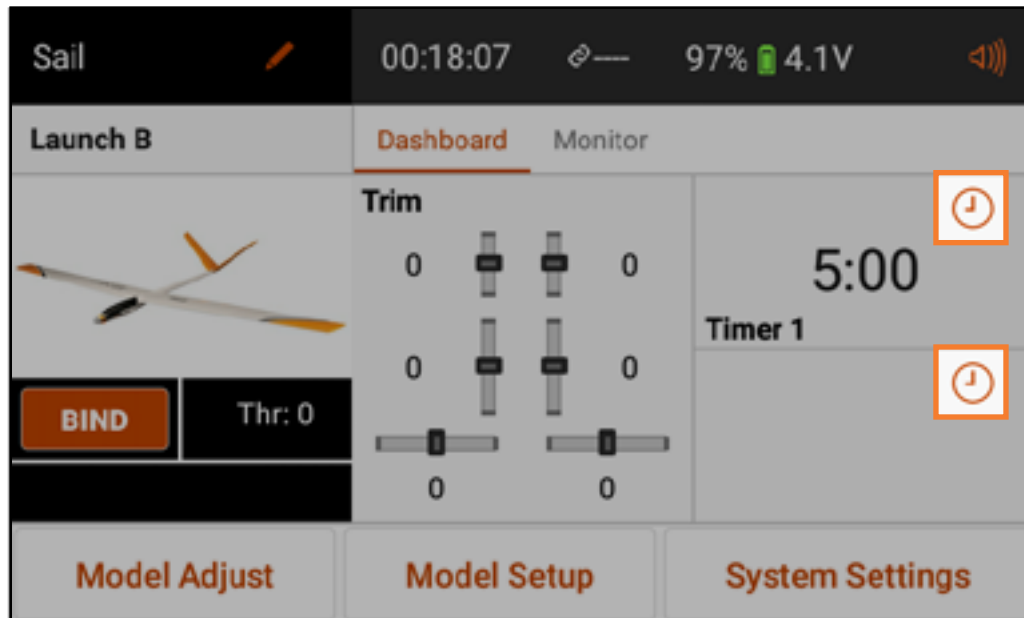 Sail 00:18:07 ---- 97% 4.1V
Launch B Dashboard Monitor
Trim
0 0
5:00
Timer 1
0 0
BIND Thr: 0
0 0
Model Adjust Model Setup System Settings